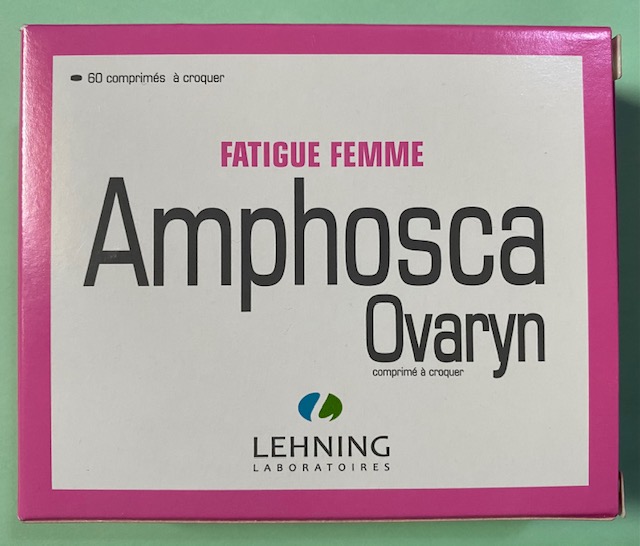 60 comprimés à croquer
FATIGUE FEMME
Amphosca
Ovaryn
comprimé à croquer
LEHNING
LABORATOIRES